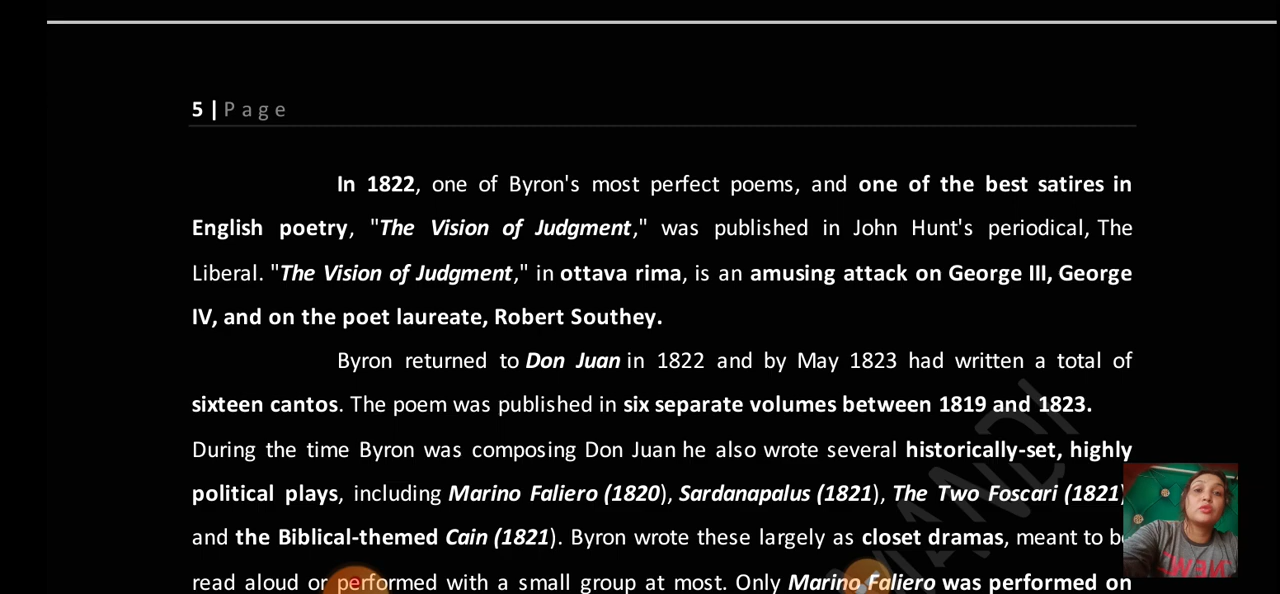 5 | P a g e
In 1822, one of Byron's most perfect poems, and one of the best satires in
English poetry, "The Vision of Judgment," was published in John Hunt's periodical, The
Liberal. "The Vision of Judgment," in ottava rima, is an amusing attack on George III, George
IV, and on the poet laureate, Robert Southey.
Byron returned to Don Juan in 1822 and by May 1823 had written a total of
sixteen cantos. The poem was published in six separate volumes between 1819 and 1823.
During the time Byron was composing Don Juan he also wrote several historically-set, highly
political plays, including Marino Faliero (1820), Sardanapalus (1821), The Two Foscari (1821)
and the Biblical-themed Cain (1821). Byron wrote these largely as closet dramas, meant to be
read aloud or performed with a small group at most. Only Marino Faliero was performed on